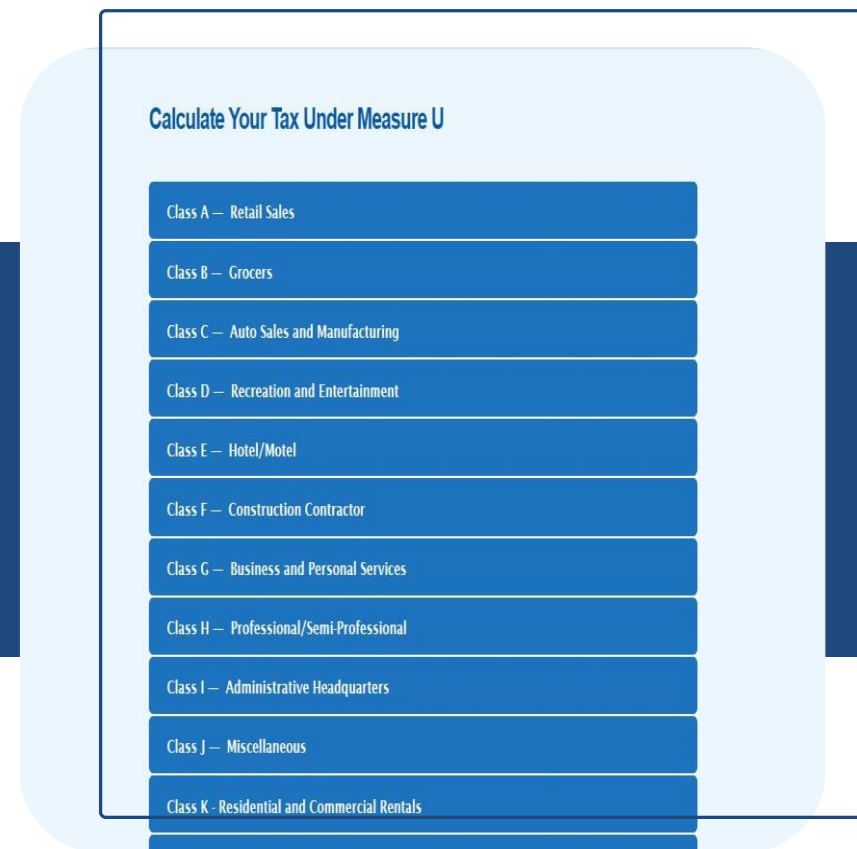 Calculate Your Tax Under Measure U
Class A — Retail Sales
Class B — Grocers
Class C — Auto Sales and Manufacturing
Class D — Recreation and Entertainment
Class E — Hotel/Motel
Class F — Construction Contractor
Class G — Business and Personal Services
Class H — Professional/Semi-Professional
Class I — Administrative Headquarters
Class J — Miscellaneous
Class K - Residential and Commercial Rentals